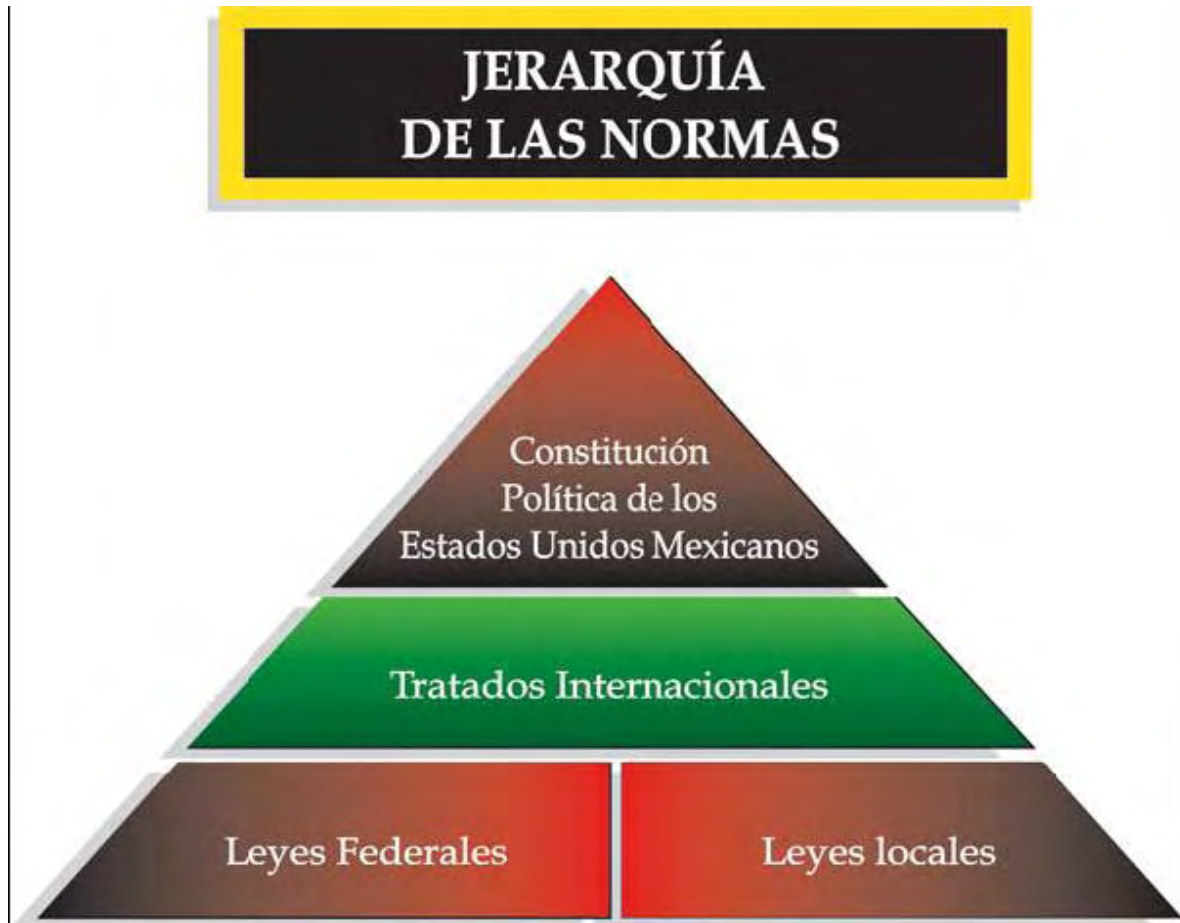 JERARQUÍA
DE LAS NORMAS
Constitución
Política de los
Estados Unidos Mexicanos
Tratados Internacionales
Leyes Federales
Leyes locales